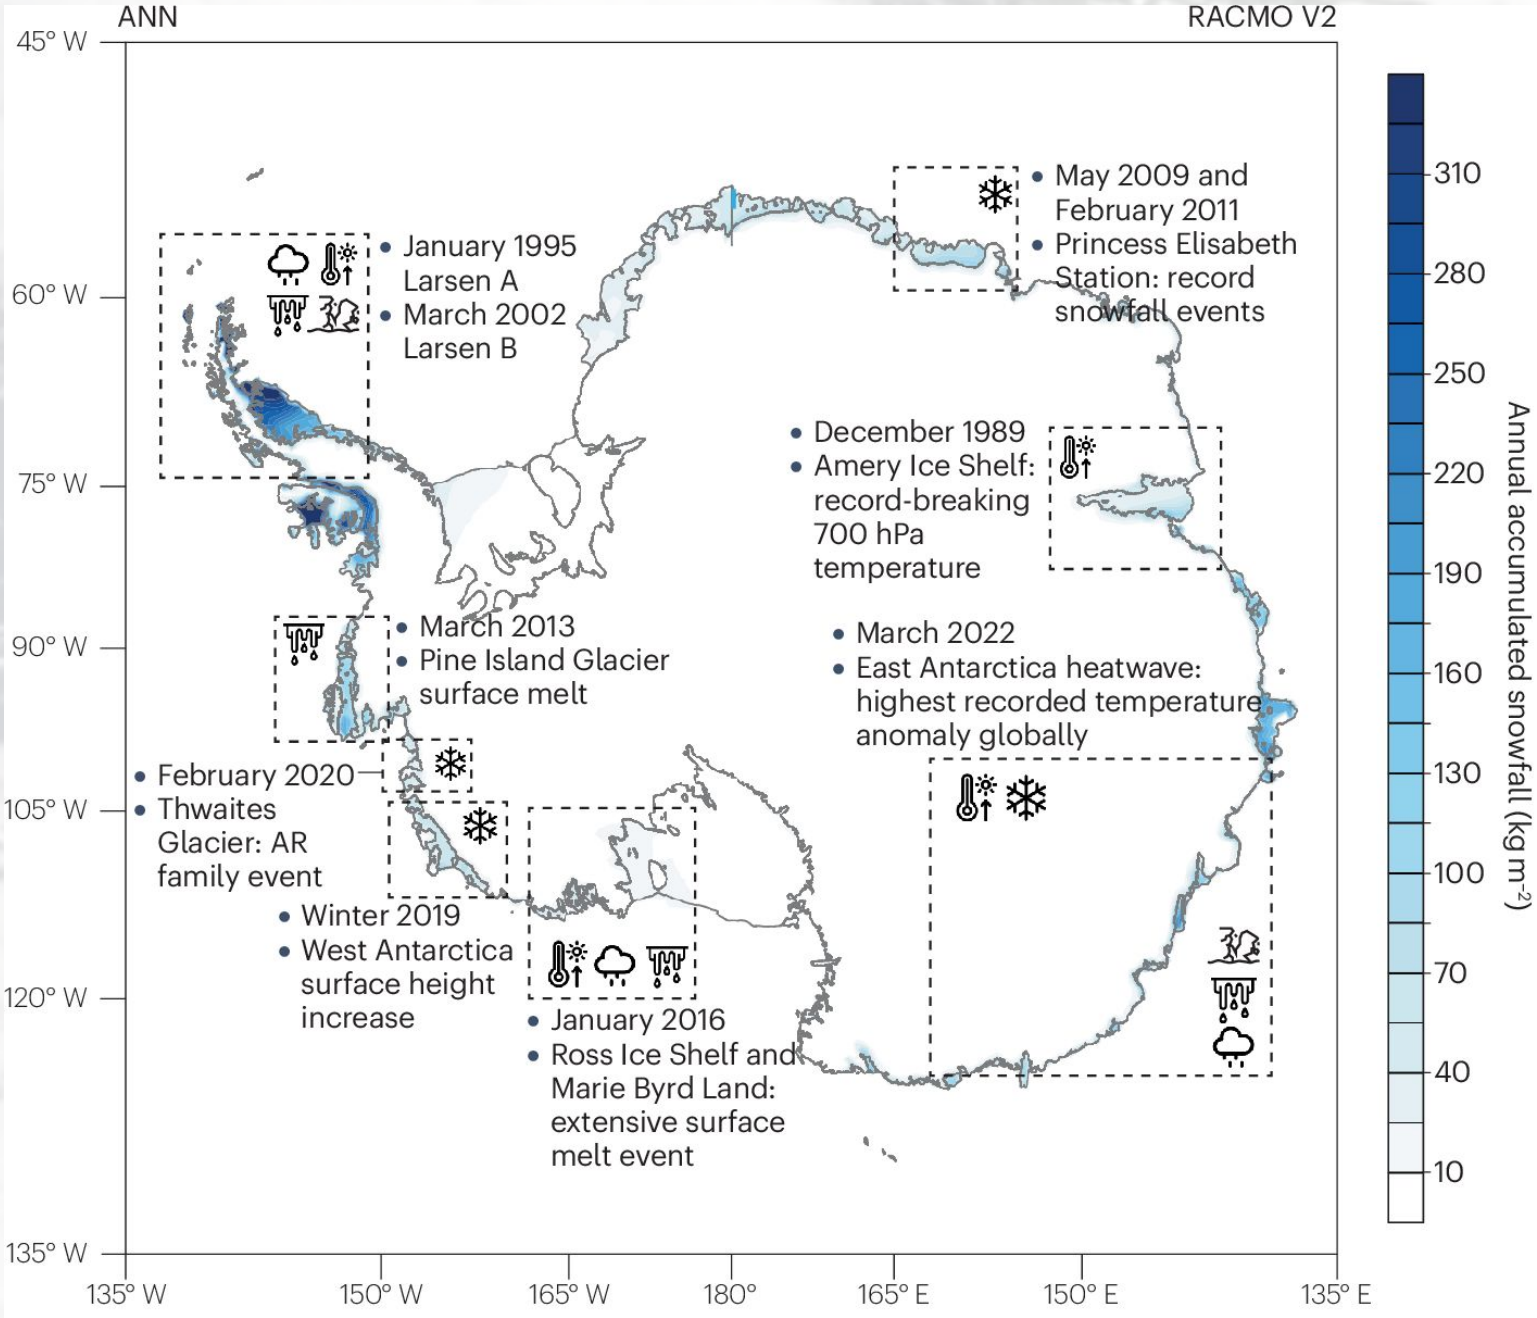 ANN
RACMO V2
45° W
60° W
75° W
90° W
105° W
120° W
135° W
135° W
150° W
165° W
180°
165° E
150° E
135° E
• January 1995
Larsen A
• March 2002
Larsen B
• May 2009 and
February 2011
• Princess Elisabeth
Station: record
snowfall events
• December 1989
• Amery Ice Shelf:
record-breaking
700 hPa
temperature
• March 2013
• Pine Island Glacier
surface melt
• March 2022
• East Antarctica heatwave:
highest recorded temperature
anomaly globally
• February 2020
• Thwaites
Glacier: AR
family event
• Winter 2019
• West Antarctica
surface height
increase
• January 2016
• Ross Ice Shelf and
Marie Byrd Land:
extensive surface
melt event
310
280
250
220
190
160
130
100
70
40
10
Annual accumulated snowfall (kg m⁻²)